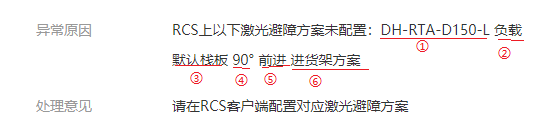 异常原因 RCS上以下激光避障方案未配置：DH-RTA-D150-L 负载
① ②
默认栈板 90° 前进 进货架方案
③ ④ ⑤ ⑥
处理意见 请在RCS客户端配置对应激光避障方案